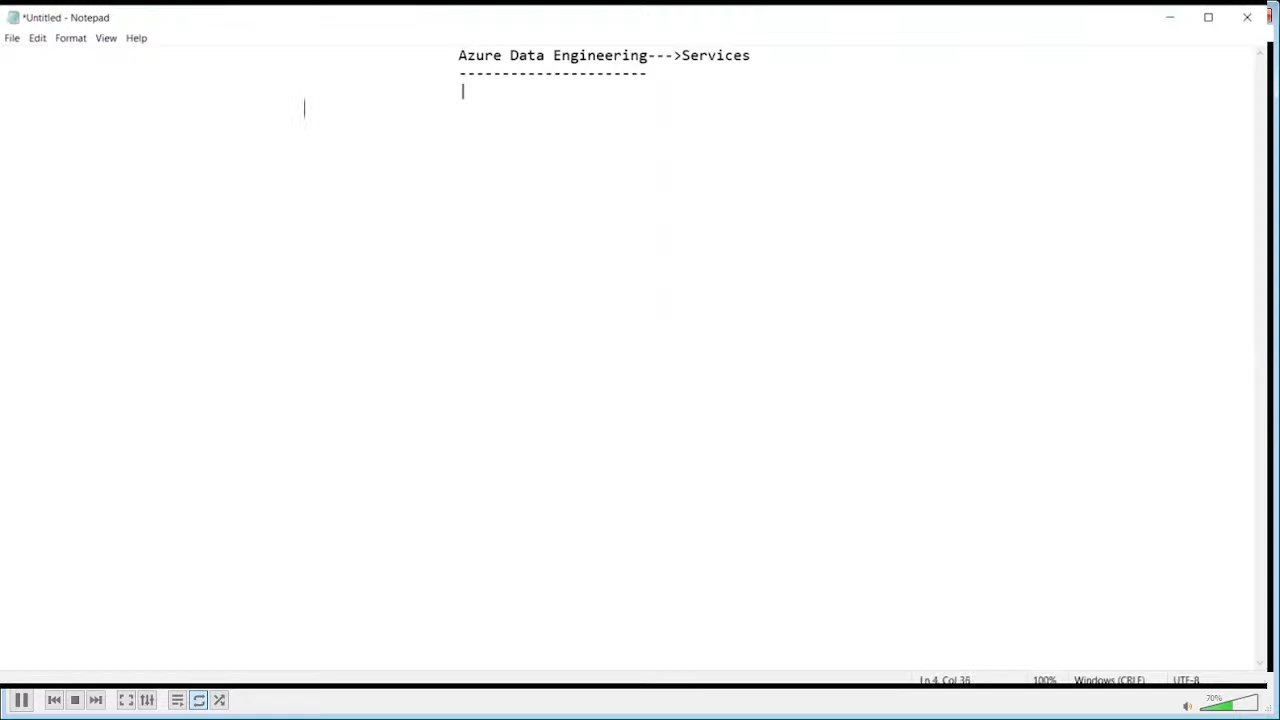 *Untitled - Notepad
File Edit Format View Help
Azure Data Engineering--->Services
----------------------
Ln 4, Col 36 100% Windows (CRLF) UTF-8
70%